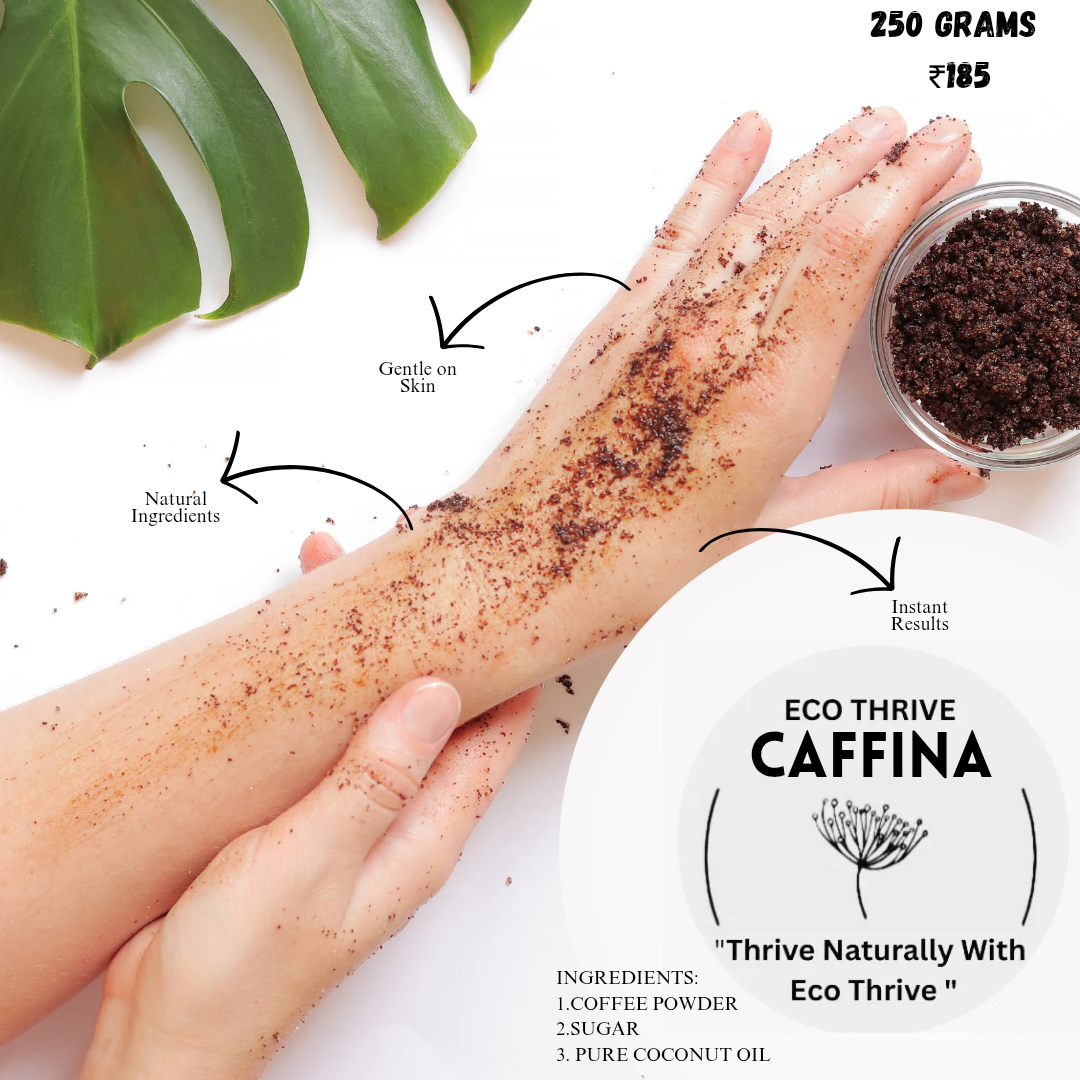 250 GRAMS
₹185
Gentle on
Skin
Natural
Ingredients
Instant
Results
ECO THRIVE
CAFFINA
"Thrive Naturally With
Eco Thrive "
INGREDIENTS:
1.COFFEE POWDER
2.SUGAR
3. PURE COCONUT OIL